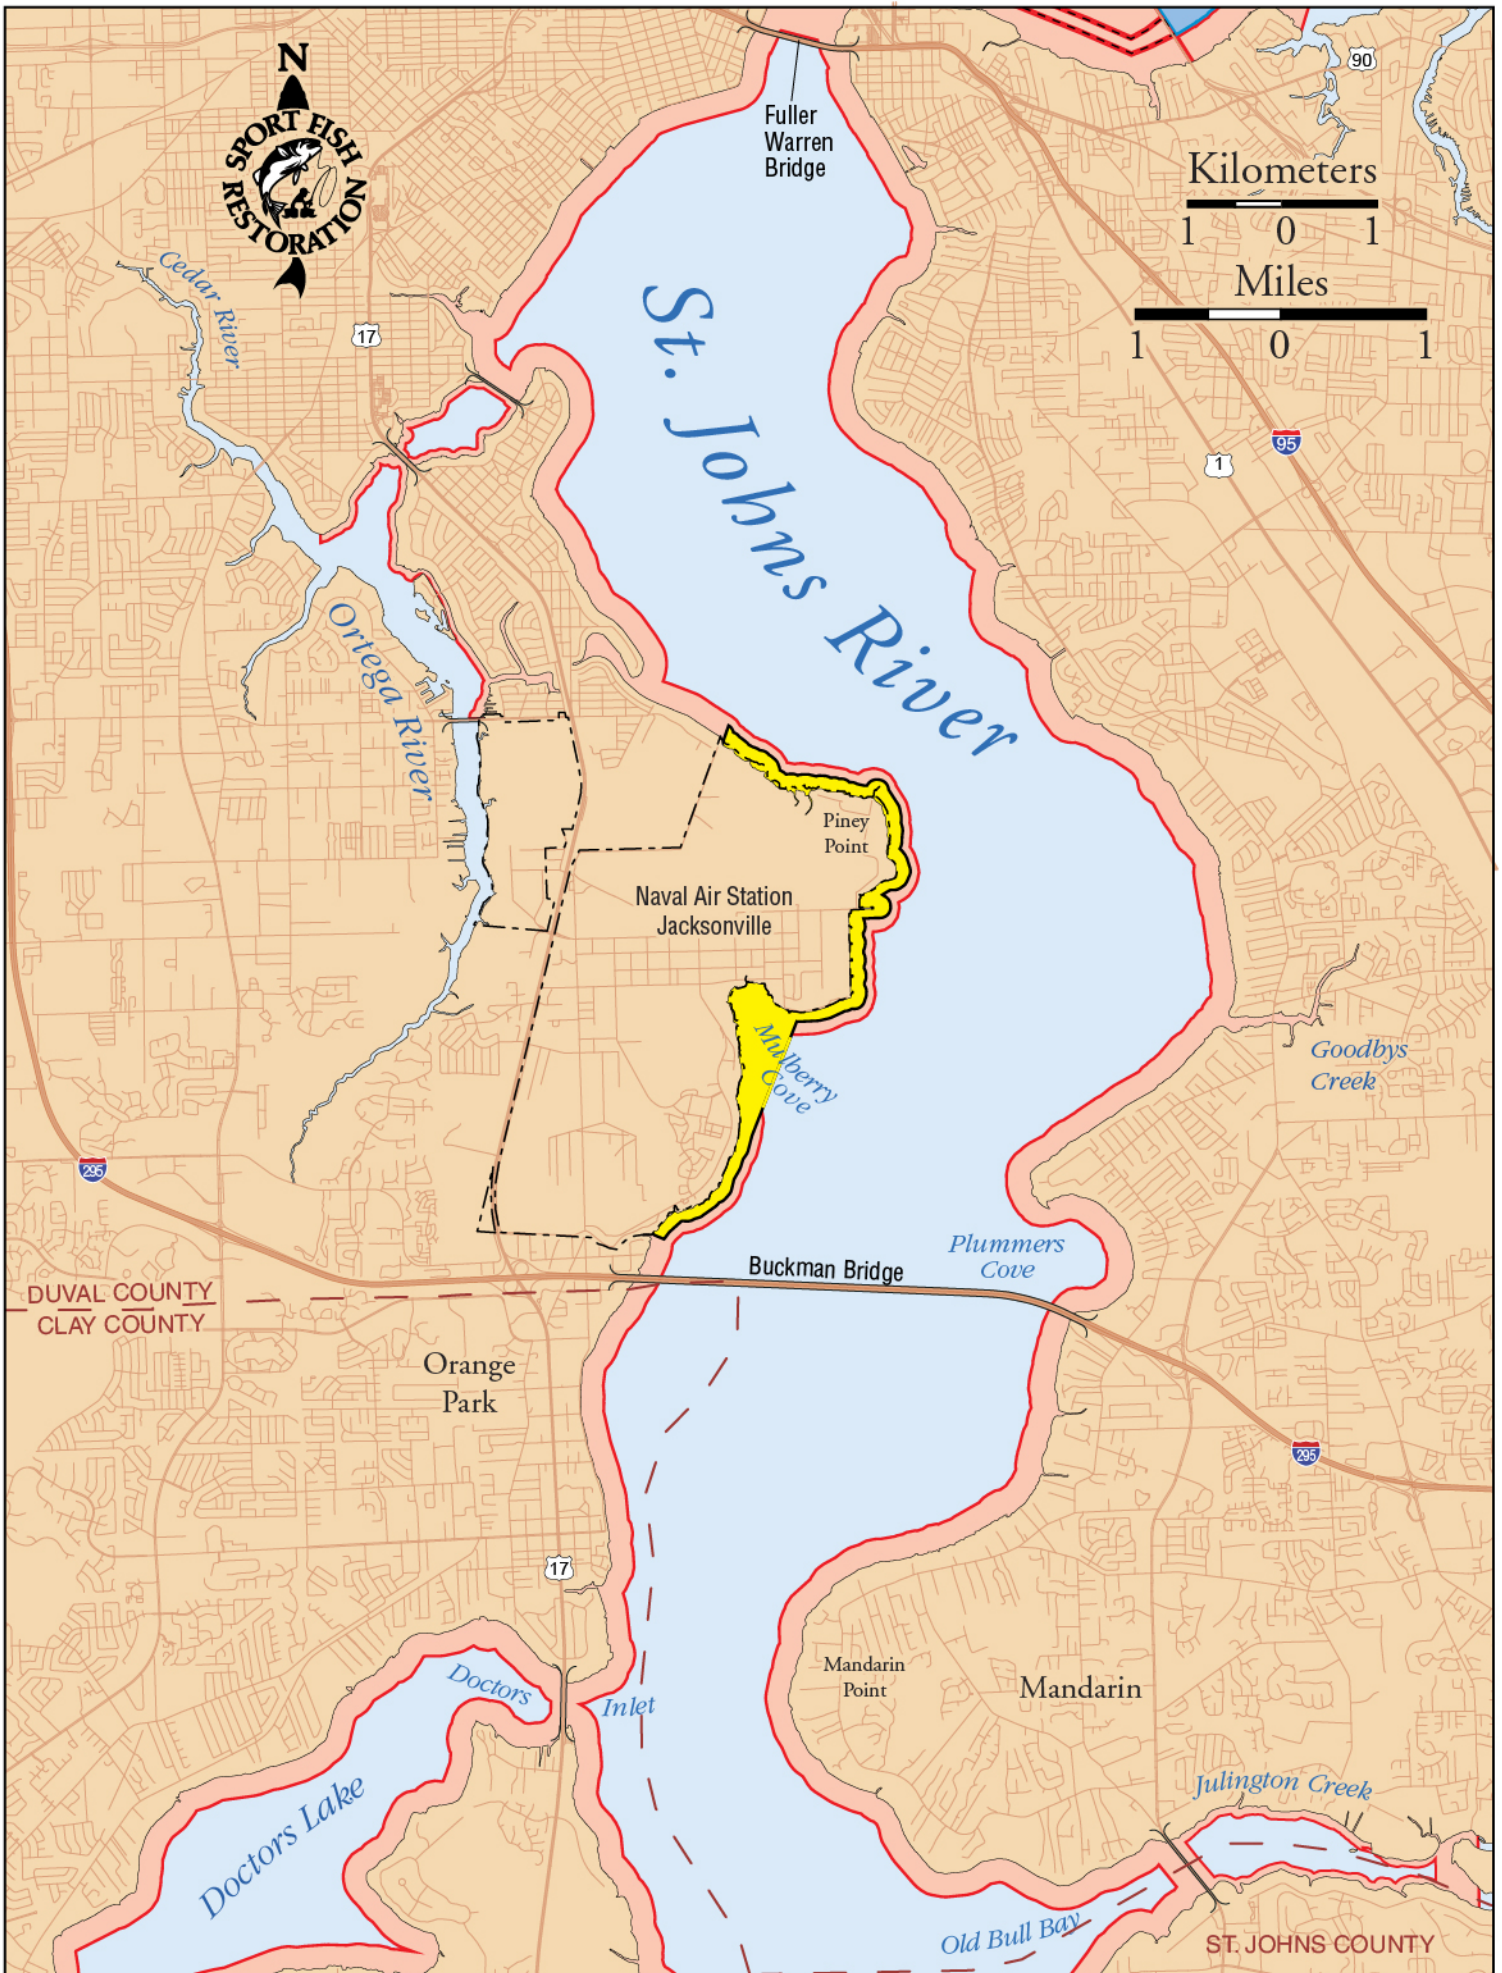 N
SPORT FISH
RESTORATION
Fuller
Warren
Bridge
90
Kilometers
1 0 1
Miles
1 0 1
Cedar River
17
St. Johns River
95
1
Ortega River
Piney
Point
Naval Air Station
Jacksonville
Mulberry
Cove
Goodbys
Creek
295
Plummers
Cove
Buckman Bridge
DUVAL COUNTY
CLAY COUNTY
Orange
Park
295
17
Mandarin
Point
Mandarin
Doctors Inlet
Julington Creek
Doctors Lake
Old Bull Bay
ST. JOHNS COUNTY